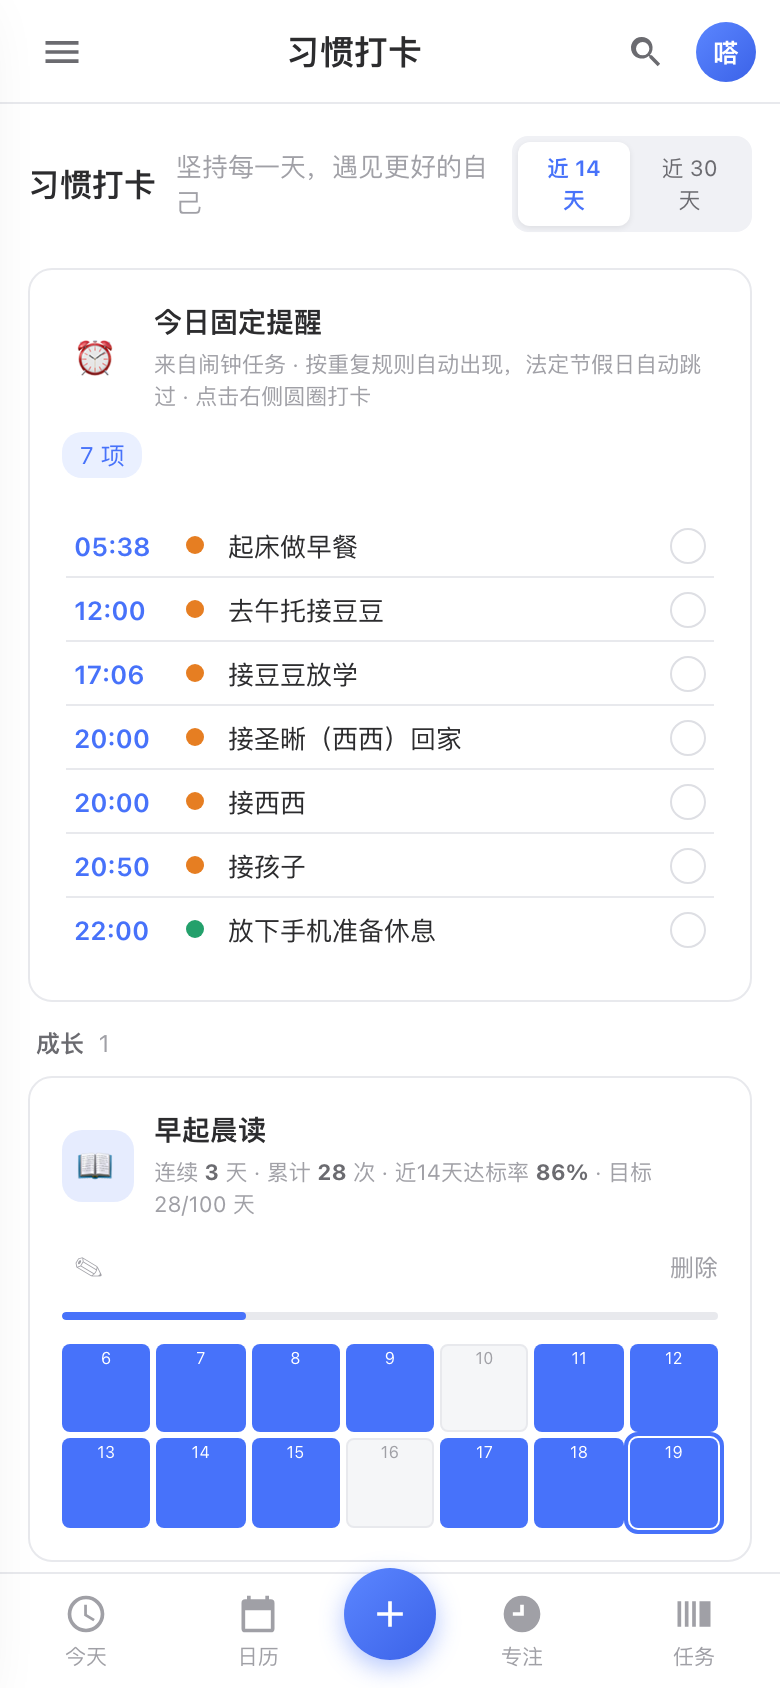 习惯打卡
嗒
习惯打卡
坚持每一天，遇见更好的自
己
近 14
天
近 30
天
今日固定提醒
来自闹钟任务 · 按重复规则自动出现，法定节假日自动跳
过 · 点击右侧圆圈打卡
7 项
05:38 起床做早餐
12:00 去午托接豆豆
17:06 接豆豆放学
20:00 接圣晰（西西）回家
20:00 接西西
20:50 接孩子
22:00 放下手机准备休息
成长 1
早起晨读
连续 3 天 · 累计 28 次 · 近14天达标率 86% · 目标
28/100 天
删除
6 7 8 9 10 11 12
13 14 15 16 17 18 19
今天 日历 专注 任务